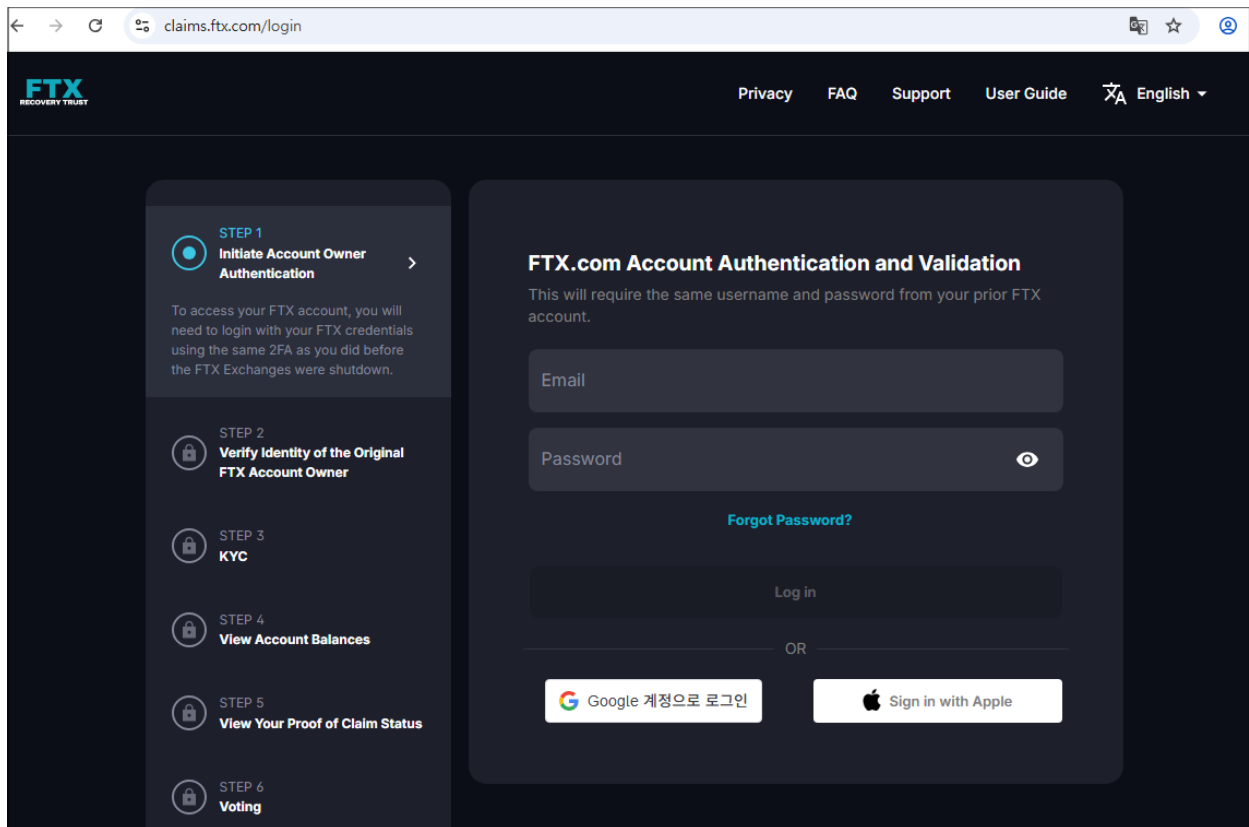 claims.ftx.com/login
FTX
RECOVERY TRUST
Privacy FAQ Support User Guide English
STEP 1
Initiate Account Owner
Authentication
To access your FTX account, you will
need to login with your FTX credentials
using the same 2FA as you did before
the FTX Exchanges were shutdown.
STEP 2
Verify Identity of the Original
FTX Account Owner
STEP 3
KYC
STEP 4
View Account Balances
STEP 5
View Your Proof of Claim Status
STEP 6
Voting
FTX.com Account Authentication and Validation
This will require the same username and password from your prior FTX
account.
Email
Password
Forgot Password?
Log in
OR
Google 계정으로 로그인
Sign in with Apple